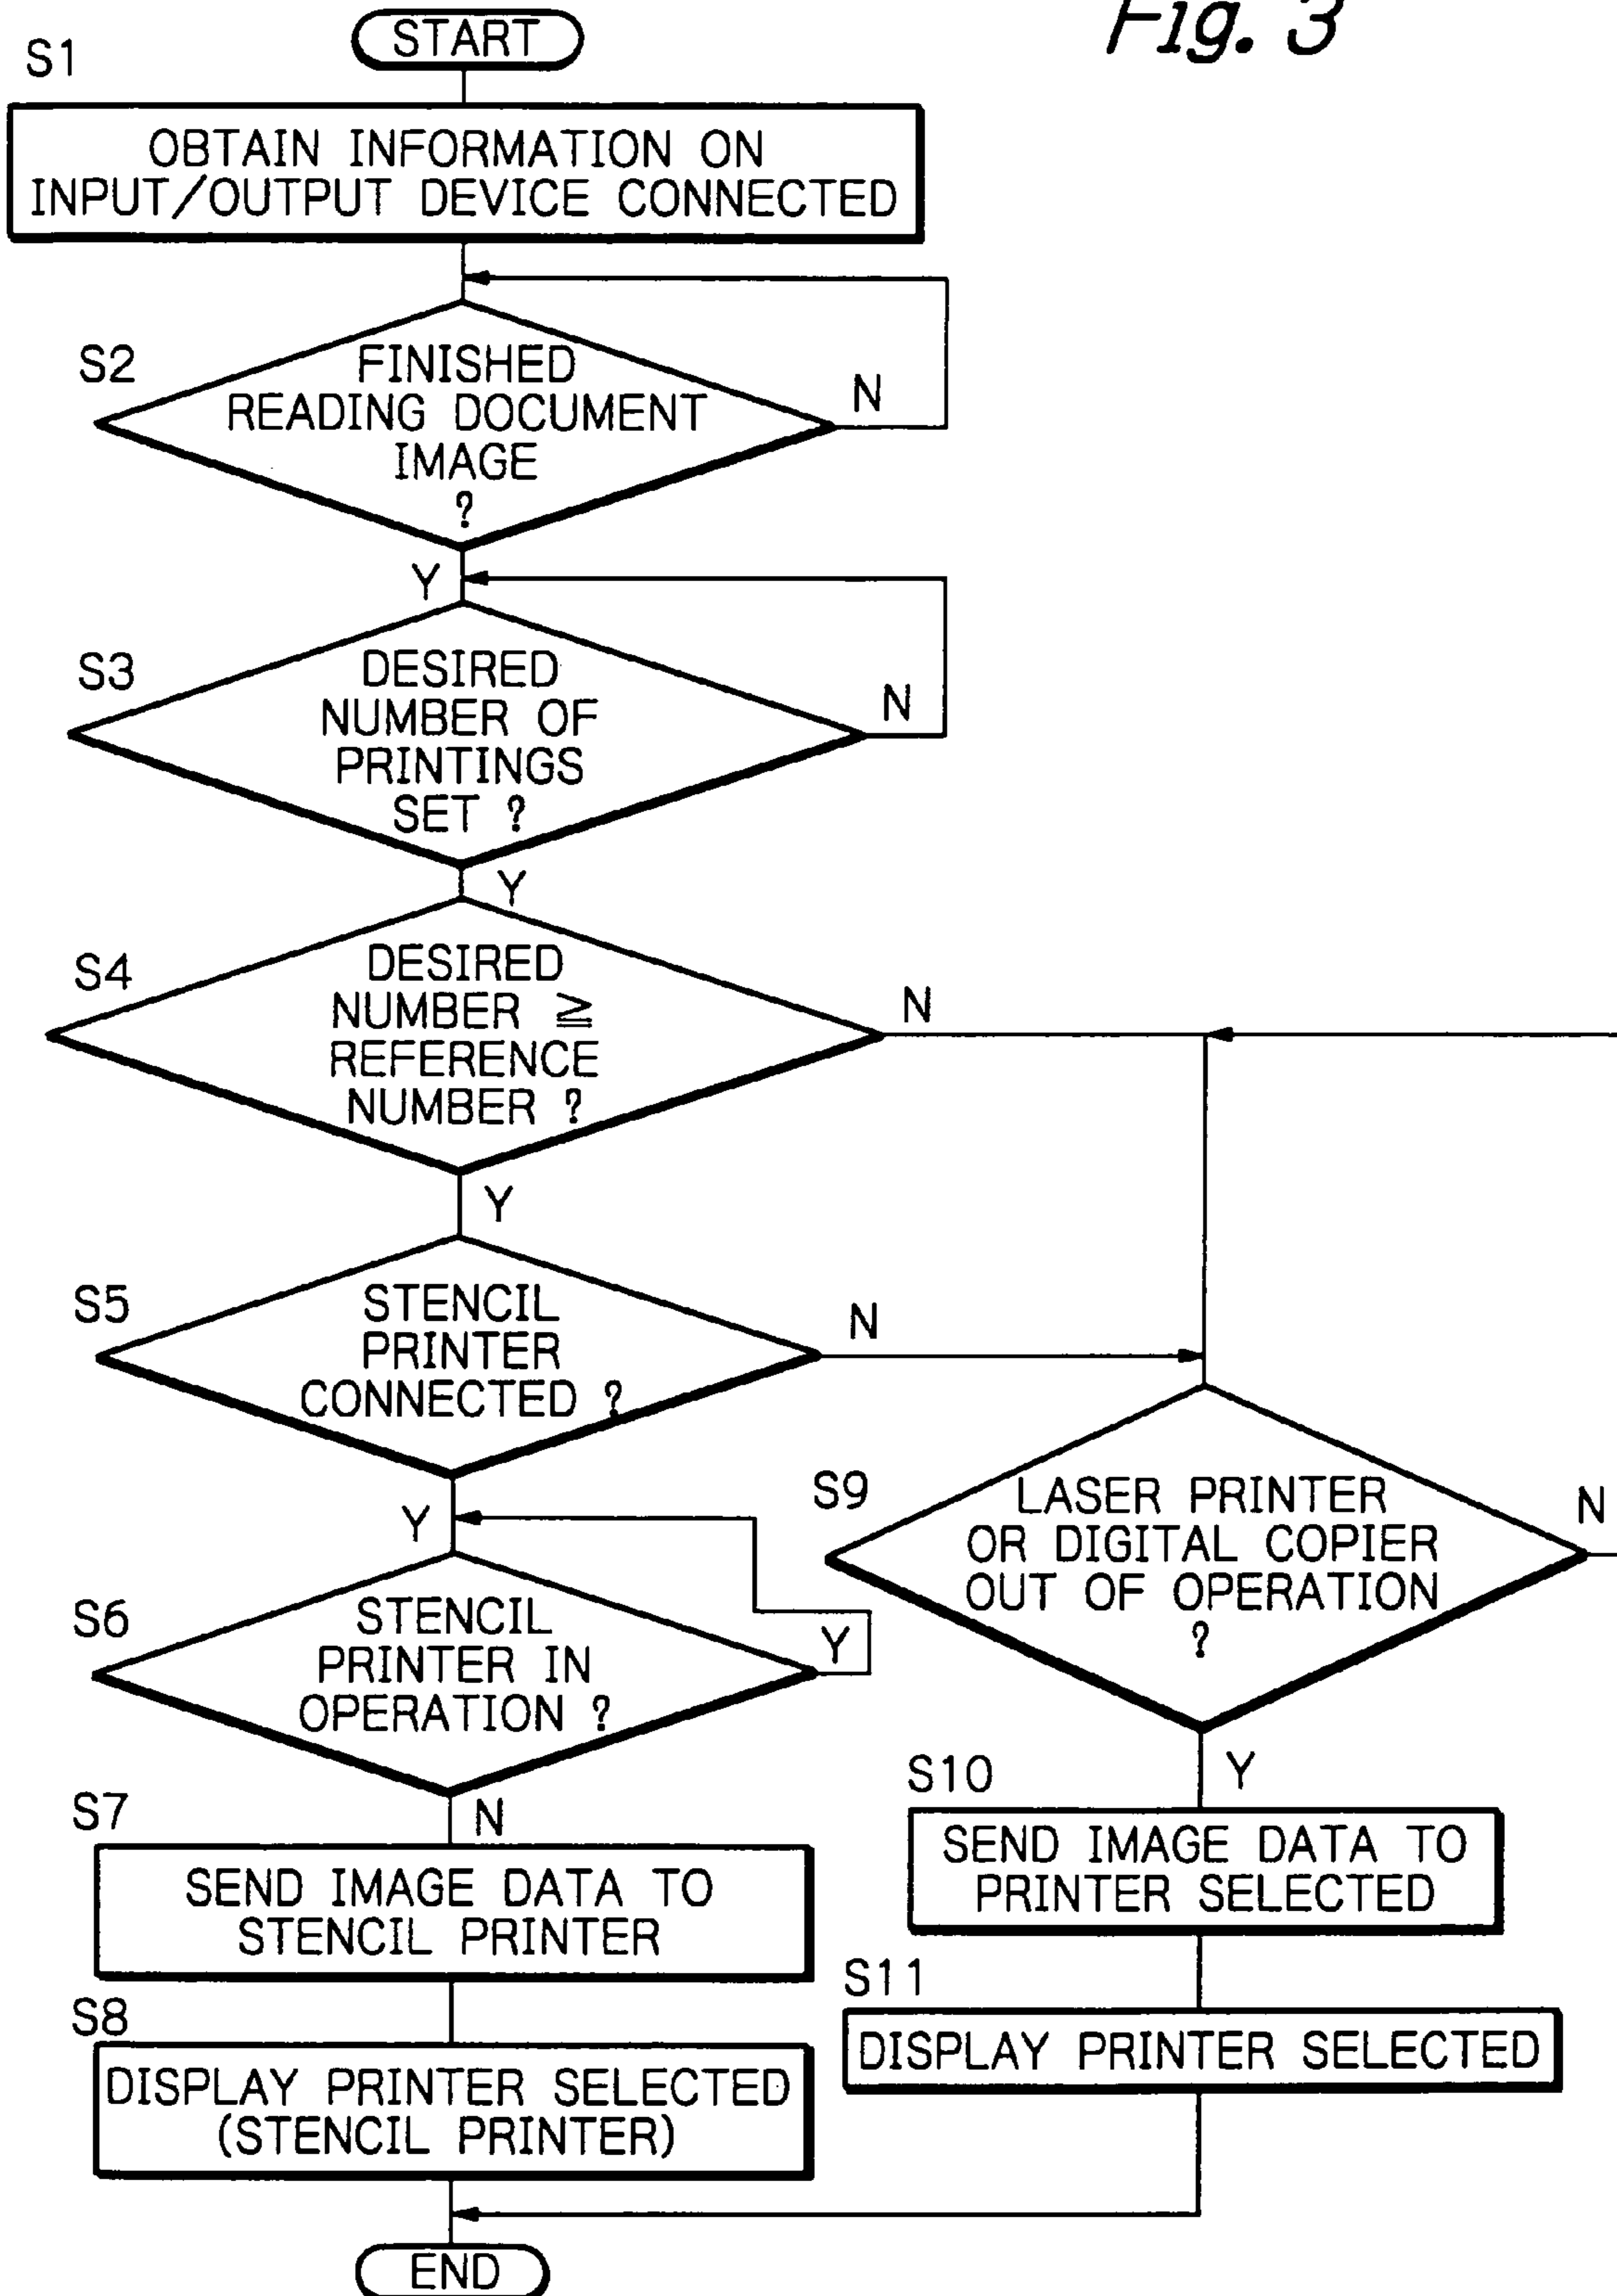 Fig. 3
START
S1
OBTAIN INFORMATION ON
INPUT/OUTPUT DEVICE CONNECTED
S2
FINISHED
READING DOCUMENT
IMAGE
?
N
Y
S3
DESIRED
NUMBER OF
PRINTINGS
SET ?
N
Y
S4
DESIRED
NUMBER ≧
REFERENCE
NUMBER ?
N
Y
S5
STENCIL
PRINTER
CONNECTED ?
N
Y
S6
STENCIL
PRINTER IN
OPERATION ?
Y
N
S7
SEND IMAGE DATA TO
STENCIL PRINTER
S8
DISPLAY PRINTER SELECTED
(STENCIL PRINTER)
S9
LASER PRINTER
OR DIGITAL COPIER
OUT OF OPERATION
?
N
Y
S10
SEND IMAGE DATA TO
PRINTER SELECTED
S11
DISPLAY PRINTER SELECTED
END